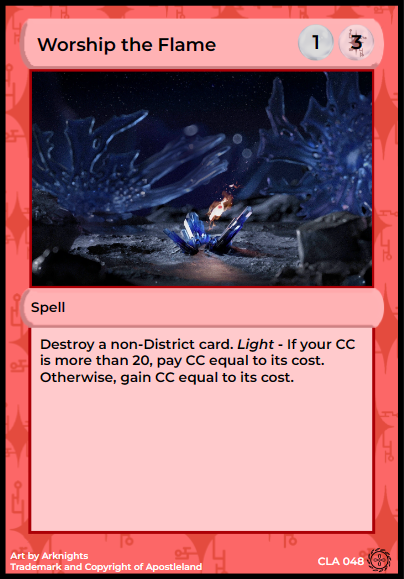 Worship the Flame
1 3
Spell
Destroy a non-District card. Light - If your CC
is more than 20, pay CC equal to its cost.
Otherwise, gain CC equal to its cost.
Art by Arknights
Trademark and Copyright of Apostleland
CLA 048